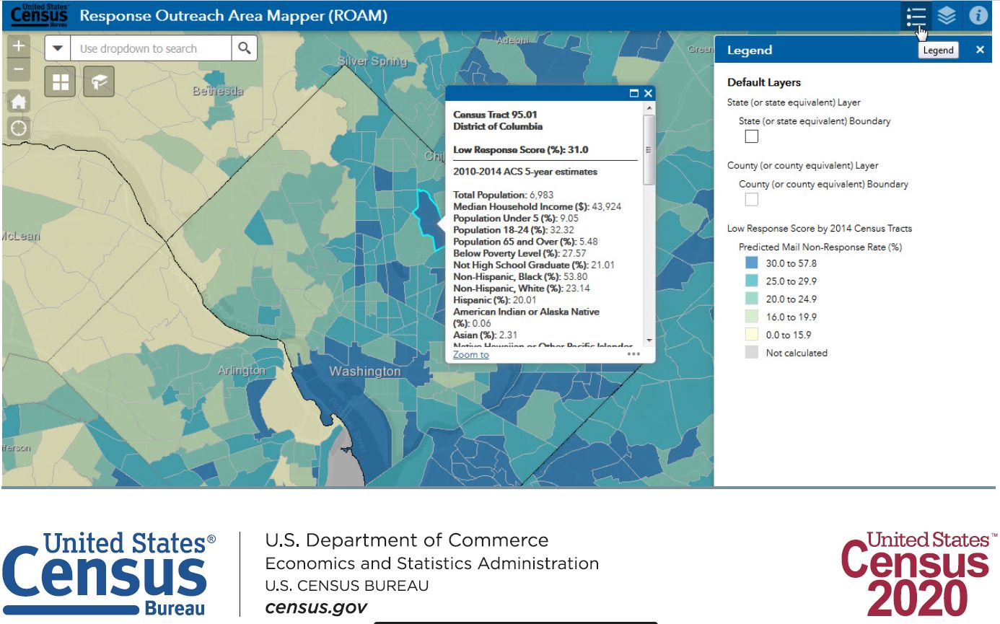 United States®
Census
Bureau
Response Outreach Area Mapper (ROAM)
Use dropdown to search
Legend
Legend
Silver Spring
Adelphi
Green
Bethesda
Chil
McLean
Arlington
Washington
fferson
Census Tract 95.01
District of Columbia
Low Response Score (%): 31.0
2010-2014 ACS 5-year estimates
Total Population: 6,983
Median Household Income ($): 43,924
Population Under 5 (%): 9.05
Population 18-24 (%): 32.32
Population 65 and Over (%): 5.48
Below Poverty Level (%): 27.57
Not High School Graduate (%): 21.01
Non-Hispanic, Black (%): 53.80
Non-Hispanic, White (%): 23.14
Hispanic (%): 20.01
American Indian or Alaska Native
(%): 0.06
Asian (%): 2.31
Native Hawaiian or Other Pacific Islander
Zoom to
Default Layers
State (or state equivalent) Layer
State (or state equivalent) Boundary
County (or county equivalent) Layer
County (or county equivalent) Boundary
Low Response Score by 2014 Census Tracts
Predicted Mail Non-Response Rate (%)
30.0 to 57.8
25.0 to 29.9
20.0 to 24.9
16.0 to 19.9
0.0 to 15.9
Not calculated
United States®
Census
Bureau
U.S. Department of Commerce
Economics and Statistics Administration
U.S. CENSUS BUREAU
census.gov
United States™
Census
2020